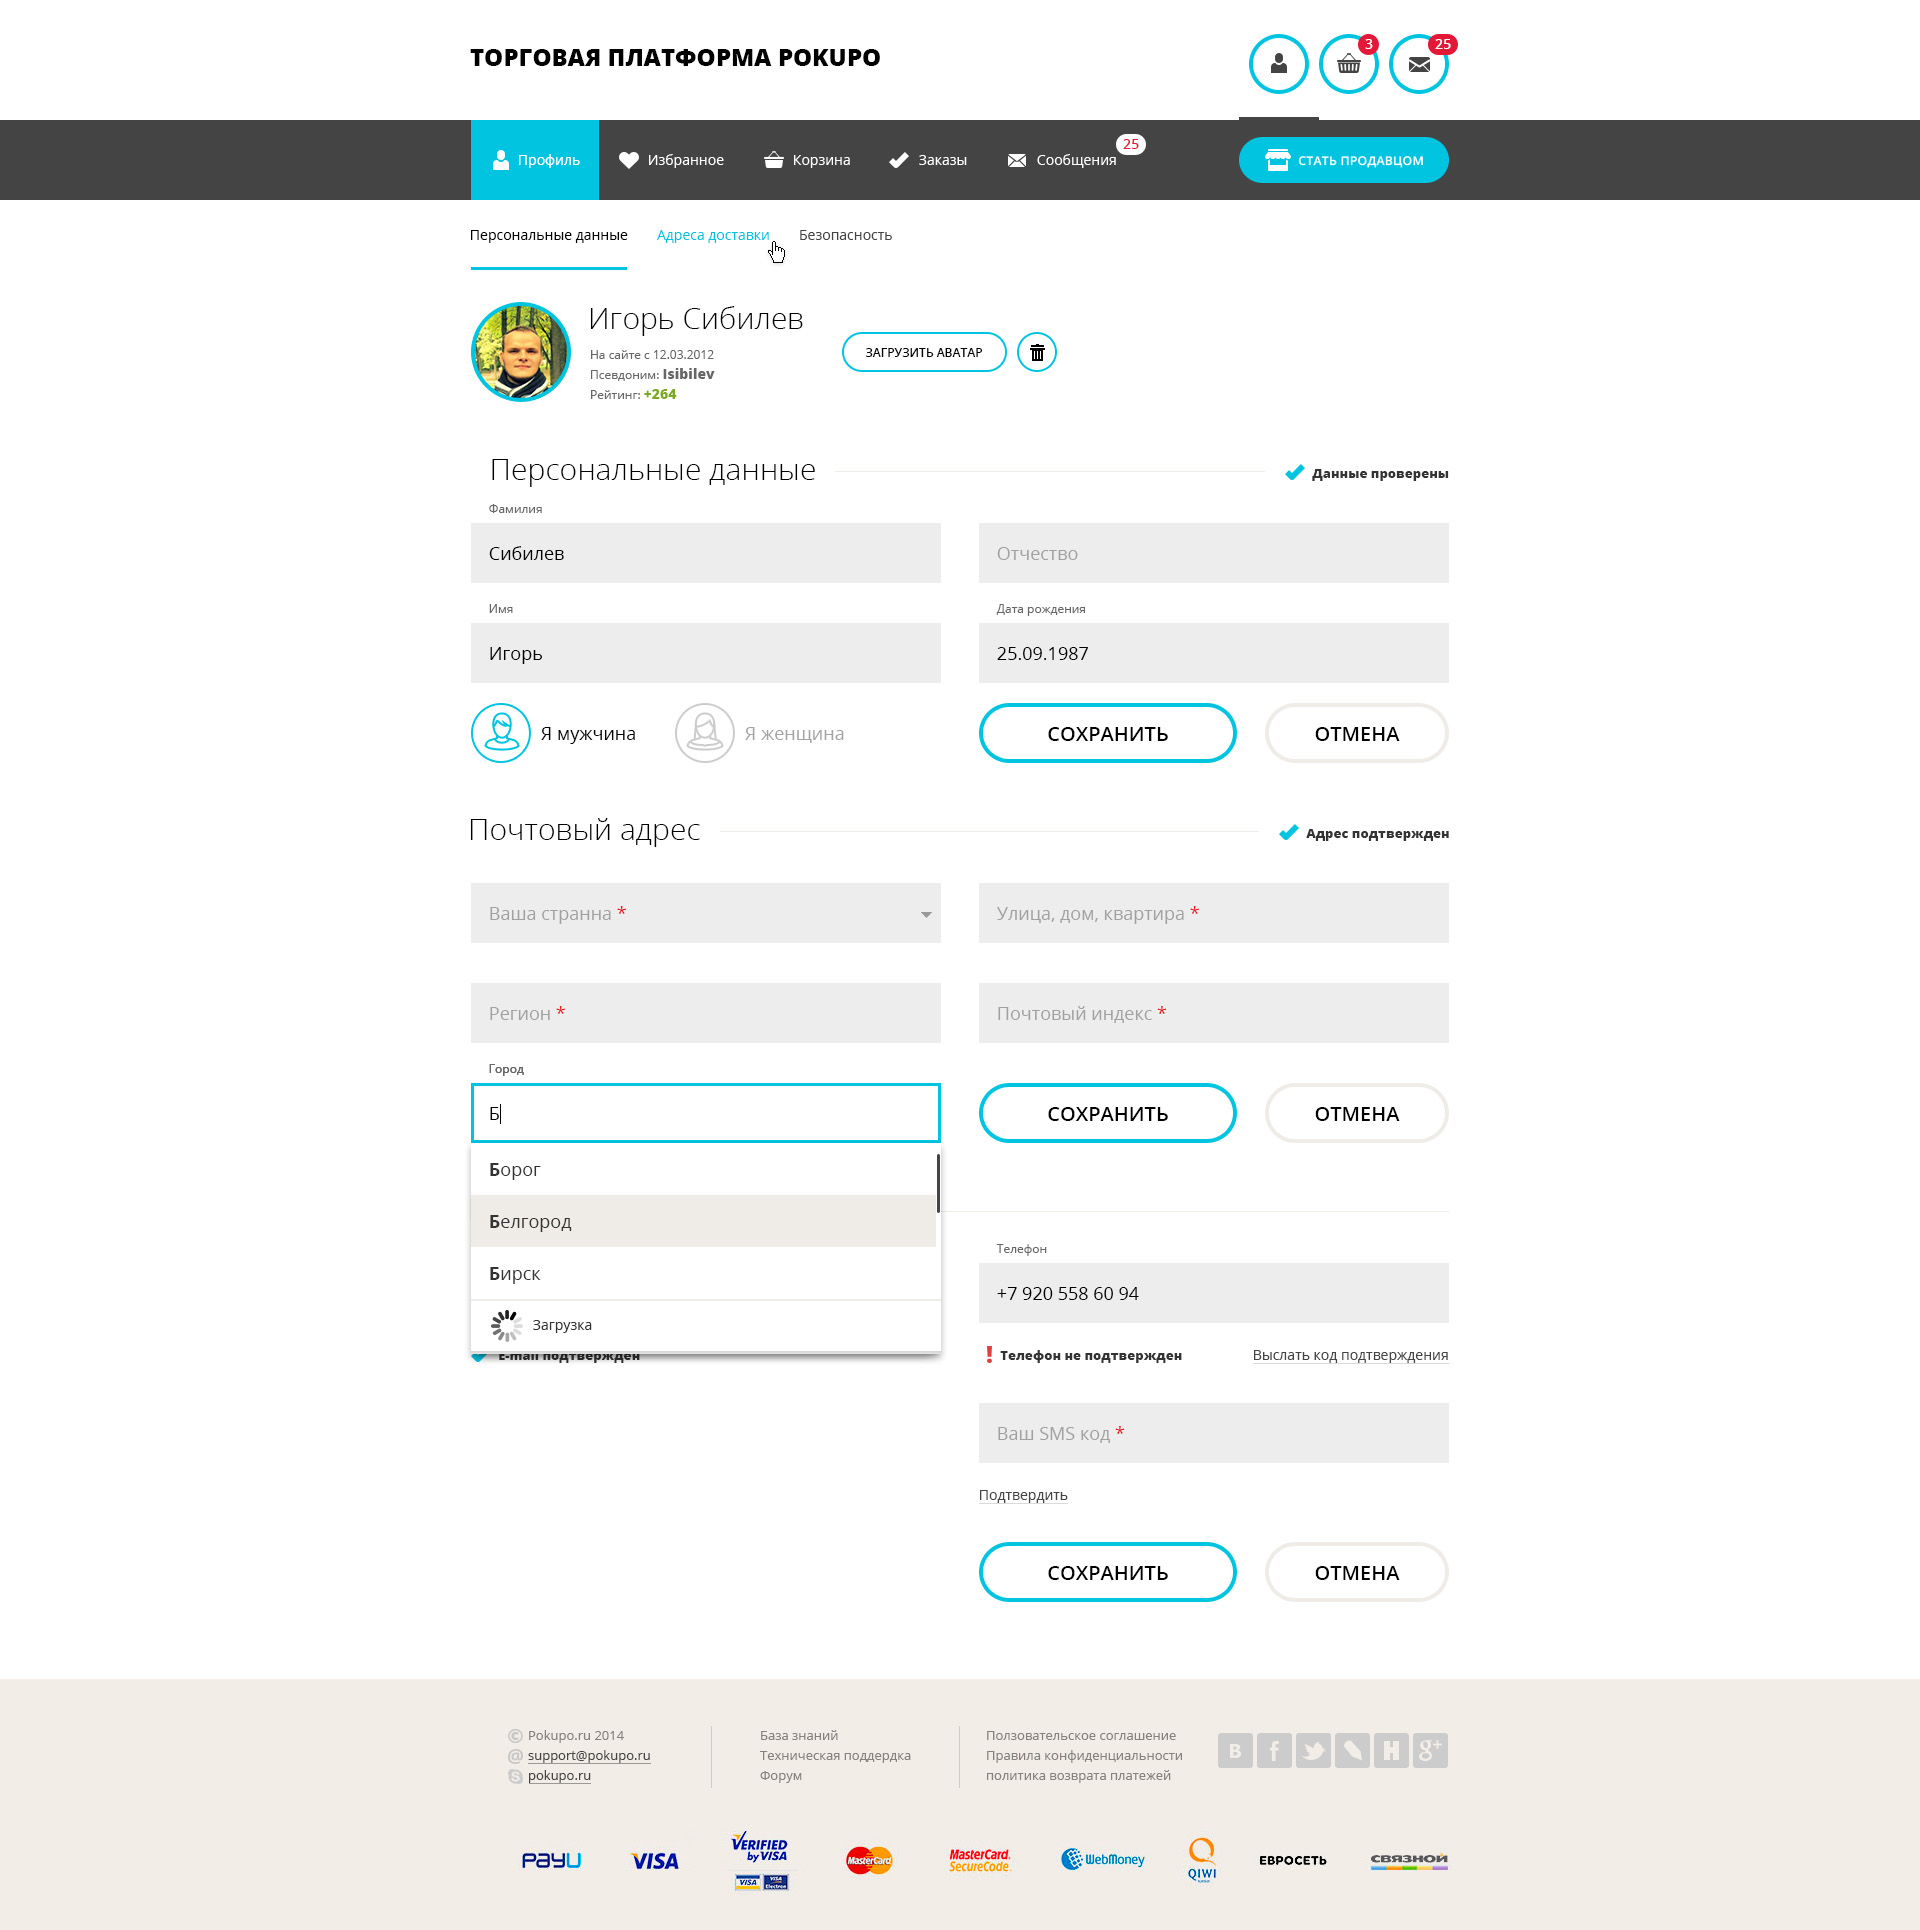 ТОРГОВАЯ ПЛАТФОРМА POKUPO
3
25
Профиль
Избранное
Корзина
Заказы
Сообщения
25
СТАТЬ ПРОДАВЦОМ
Персональные данные
Адреса доставки
Безопасность
Игорь Сибилев
На сайте с 12.03.2012
Псевдоним: Isibilev
Рейтинг: +264
ЗАГРУЗИТЬ АВАТАР
Персональные данные
Данные проверены
Фамилия
Сибилев
Отчество
Имя
Игорь
Дата рождения
25.09.1987
Я мужчина
Я женщина
СОХРАНИТЬ
ОТМЕНА
Почтовый адрес
Адрес подтвержден
Ваша странна *
Улица, дом, квартира *
Регион *
Почтовый индекс *
Город
Б
СОХРАНИТЬ
ОТМЕНА
Борог
Белгород
Бирск
Загрузка
Телефон
+7 920 558 60 94
E-mail подтвержден
Телефон не подтвержден
Выслать код подтверждения
Ваш SMS код *
Подтвердить
СОХРАНИТЬ
ОТМЕНА
© Pokupo.ru 2014
@ support@pokupo.ru
pokupo.ru
База знаний
Техническая поддердка
Форум
Ползовательское соглашение
Правила конфиденциальности
политика возврата платежей
B f H g+
PayU
VISA
VERIFIED
by VISA
VISA
VISA
Electron
MasterCard
MasterCard.
SecureCode.
WebMoney
QIWI
ЕВРОСЕТЬ
СВЯЗНОЙ